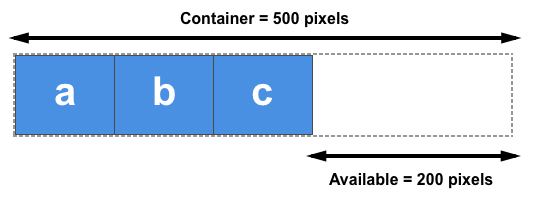 Container = 500 pixels
a b c
Available = 200 pixels